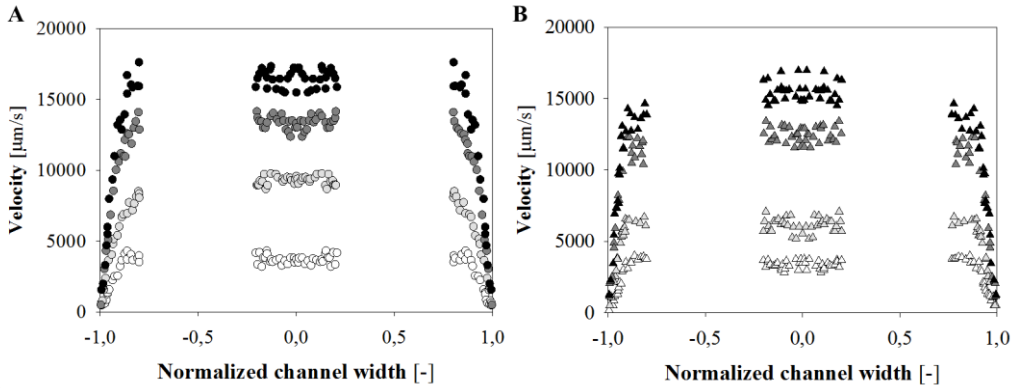 A
Velocity [µm/s]
20000
15000
10000
5000
0
-1,0 -0,5 0,0 0,5 1,0
Normalized channel width [-]
B
Velocity [µm/s]
20000
15000
10000
5000
0
-1,0 -0,5 0,0 0,5 1,0
Normalized channel width [-]